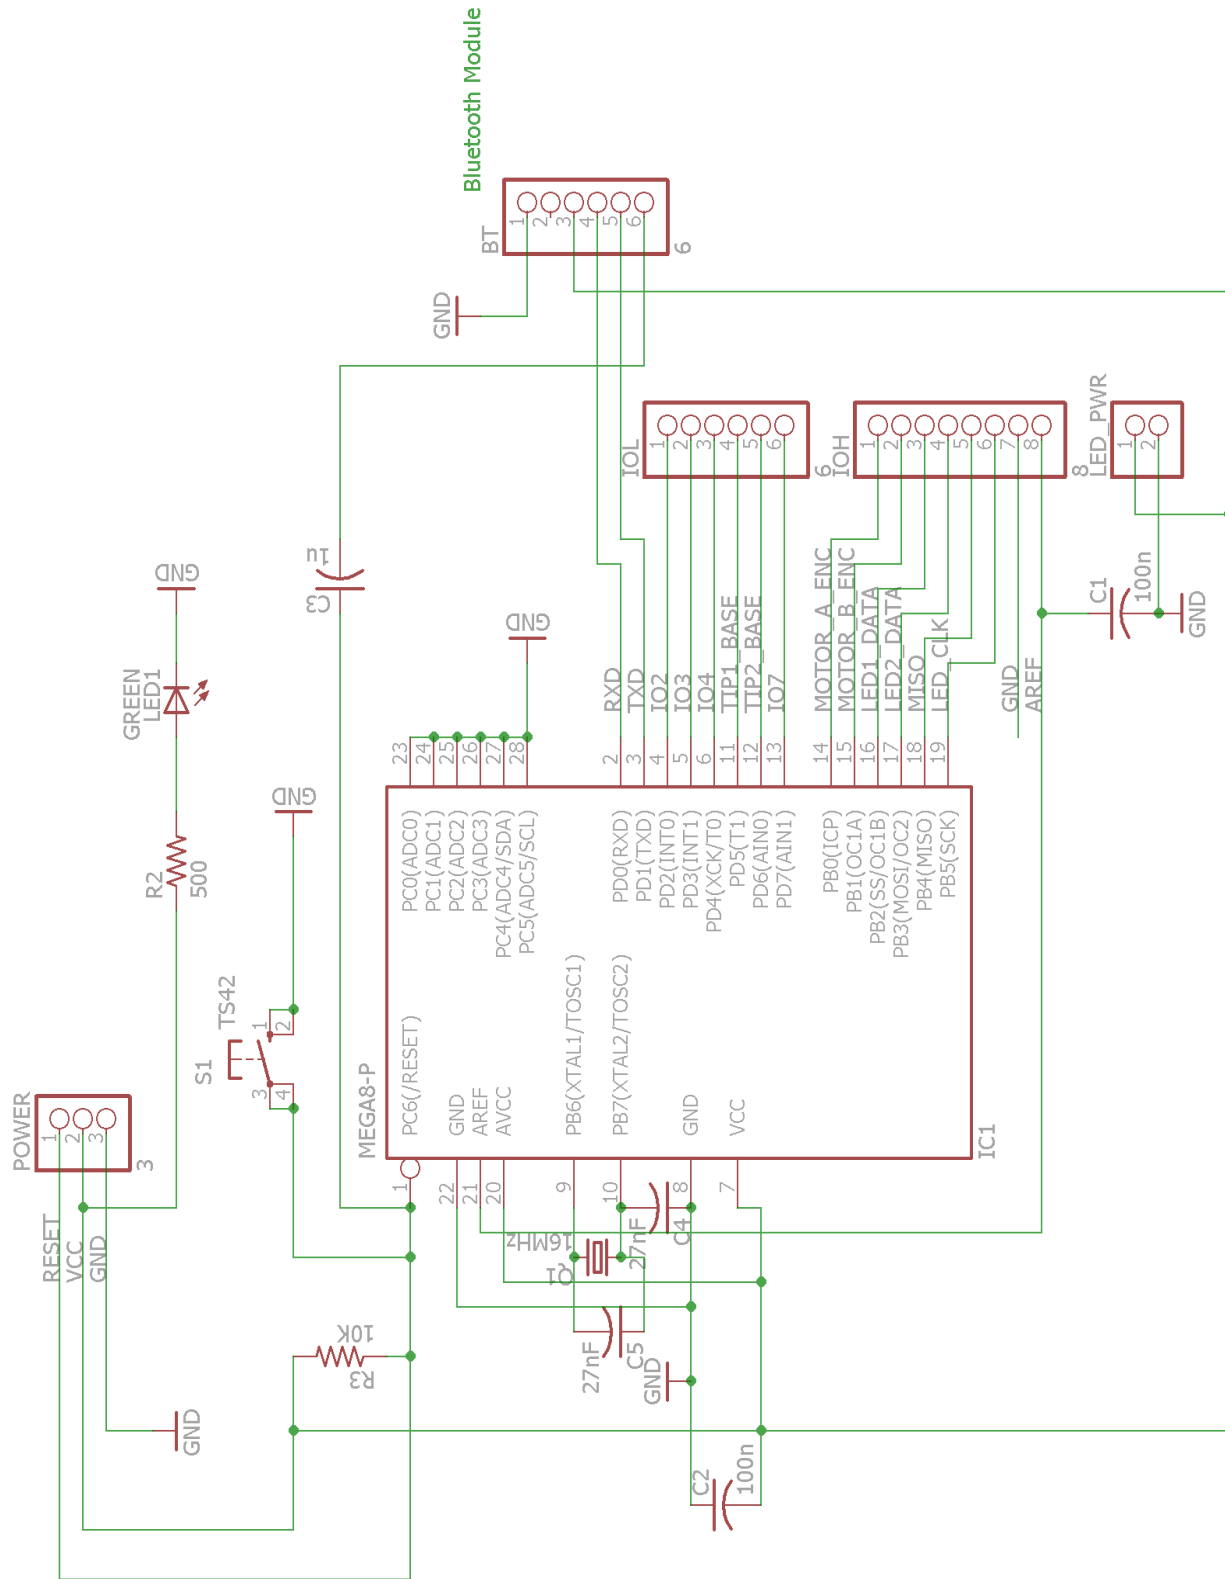 Bluetooth Module
BT
1
2
3
4
5
6
6
GND
IOL
1
2
3
4
5
6
6
IOH
1
2
3
4
5
6
7
8
8
LED_PWR
1
2
1u
C3
GND
GREEN
LED1
R2
500
GND
GND
RXD
TXD
IO2
IO3
IO4
TIP1_BASE
TIP2_BASE
IO7
MOTOR_A_ENC
MOTOR_B_ENC
LED1_DATA
LED2_DATA
MISO
LED_CLK
GND
AREF
C1
100n
GND
23
24
25
26
27
28
2
3
4
5
6
11
12
13
14
15
16
17
18
19
PC0(ADC0)
PC1(ADC1)
PC2(ADC2)
PC3(ADC3)
PC4(ADC4/SDA)
PC5(ADC5/SCL)
PD0(RXD)
PD1(TXD)
PD2(INT0)
PD3(INT1)
PD4(XCK/T0)
PD5(T1)
PD6(AIN0)
PD7(AIN1)
PB0(ICP)
PB1(OC1A)
PB2(SS/OC1B)
PB3(MOSI/OC2)
PB4(MISO)
PB5(SCK)
PC6(/RESET)
GND
AREF
AVCC
PB6(XTAL1/TOSC1)
PB7(XTAL2/TOSC2)
GND
VCC
MEGA8-P
IC1
1
22
21
20
9
10
8
7
S1
TS42
1
2
3
4
POWER
1
2
3
3
RESET
VCC
GND
GND
10K
R3
16MHz
Q1
27nF
C4
27nF
C5
GND
C2
100n